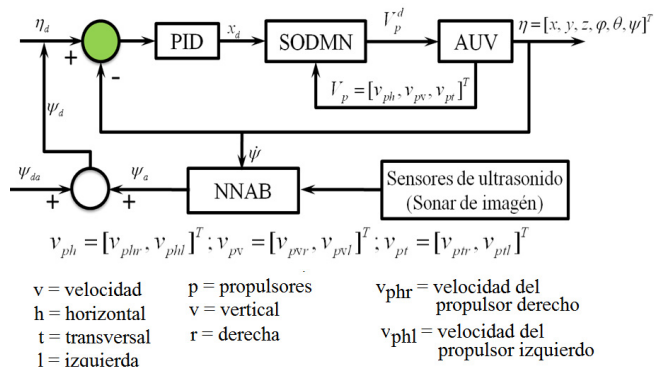 η_d
+
-
PID
x_d
SODMN
V_p^d
AUV
η=[x, y, z, φ, θ, ψ]^T
V_p = [v_ph, v_pv, v_pt]^T
ψ_d
ψ̇
ψ_da
+
ψ_a
+
NNAB
Sensores de ultrasonido
(Sonar de imagén)
v_ph = [v_phr, v_phl]^T ; v_pv = [v_pvr, v_pvl]^T ; v_pt = [v_ptr, v_ptl]^T
v = velocidad
h = horizontal
t = transversal
l = izquierda
p = propulsores
v = vertical
r = derecha
v_phr = velocidad del
propulsor derecho
v_phl = velocidad del
propulsor izquierdo